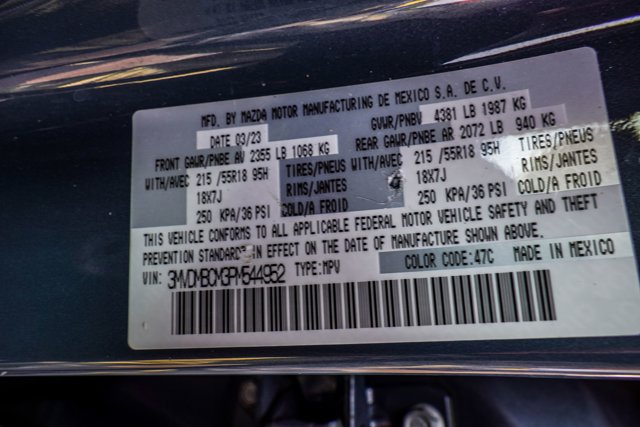 MFD. BY MAZDA MOTOR MANUFACTURING DE MEXICO S.A. DE C.V.
DATE 03/23 GVWR/PNBV 4381 LB 1987 KG
FRONT GAWR/PNBE AV 2355 LB 1068 KG REAR GAWR/PNBE AR 2072 LB 940 KG
WITH/AVEC 215 /55R18 95H TIRES/PNEUS WITH/AVEC 215 /55R18 95H TIRES/PNEUS
18X7J RIMS/JANTES 18X7J RIMS/JANTES
250 KPA/36 PSI COLD/A FROID 250 KPA/36 PSI COLD/A FROID
THIS VEHICLE CONFORMS TO ALL APPLICABLE FEDERAL MOTOR VEHICLE SAFETY AND THEFT
PREVENTION STANDARDS IN EFFECT ON THE DATE OF MANUFACTURE SHOWN ABOVE.
COLOR CODE: 47C MADE IN MEXICO
VIN: 3MVDMBCM3PM544952 TYPE: MPV